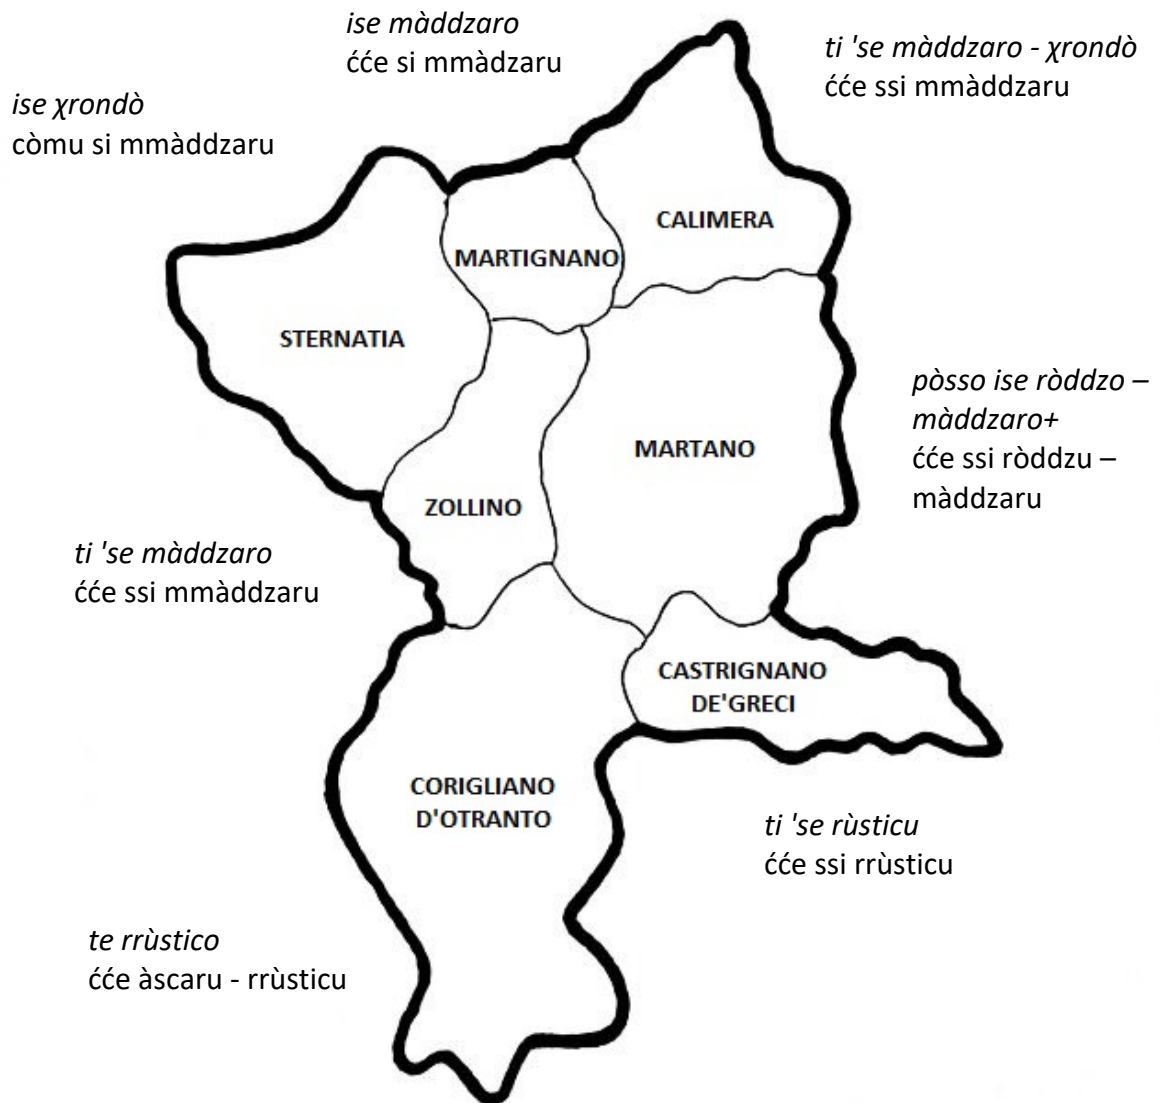 ise màddzaro
ćće si mmàdzaru
ti 'se màddzaro - χrondò
ćće ssi mmàddzaru
ise χrondò
còmu si mmàddzaru
CALIMERA
MARTIGNANO
STERNATIA
pòsso ise ròddzo –
màddzaro+
ćće ssi ròddzu –
màddzaru
MARTANO
ZOLLINO
ti 'se màddzaro
ćće ssi mmàddzaru
CASTRIGNANO
DE'GRECI
CORIGLIANO
D'OTRANTO
ti 'se rùsticu
ćće ssi rrùsticu
te rrùstico
ćće àscaru - rrùsticu